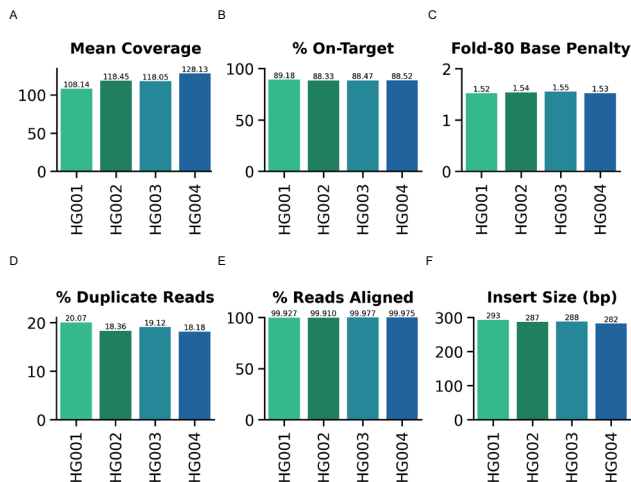 A
B
C
Mean Coverage
% On-Target
Fold-80 Base Penalty
108.14
118.45
118.05
128.13
100
50
0
HG001
HG002
HG003
HG004
89.18
88.33
88.47
88.52
100
50
0
HG001
HG002
HG003
HG004
1.52
1.54
1.55
1.53
2
1
0
HG001
HG002
HG003
HG004
D
E
F
% Duplicate Reads
% Reads Aligned
Insert Size (bp)
20.07
18.36
19.12
18.18
20
10
0
HG001
HG002
HG003
HG004
99.927
99.910
99.977
99.975
100
50
0
HG001
HG002
HG003
HG004
293
287
288
282
300
200
0
HG001
HG002
HG003
HG004